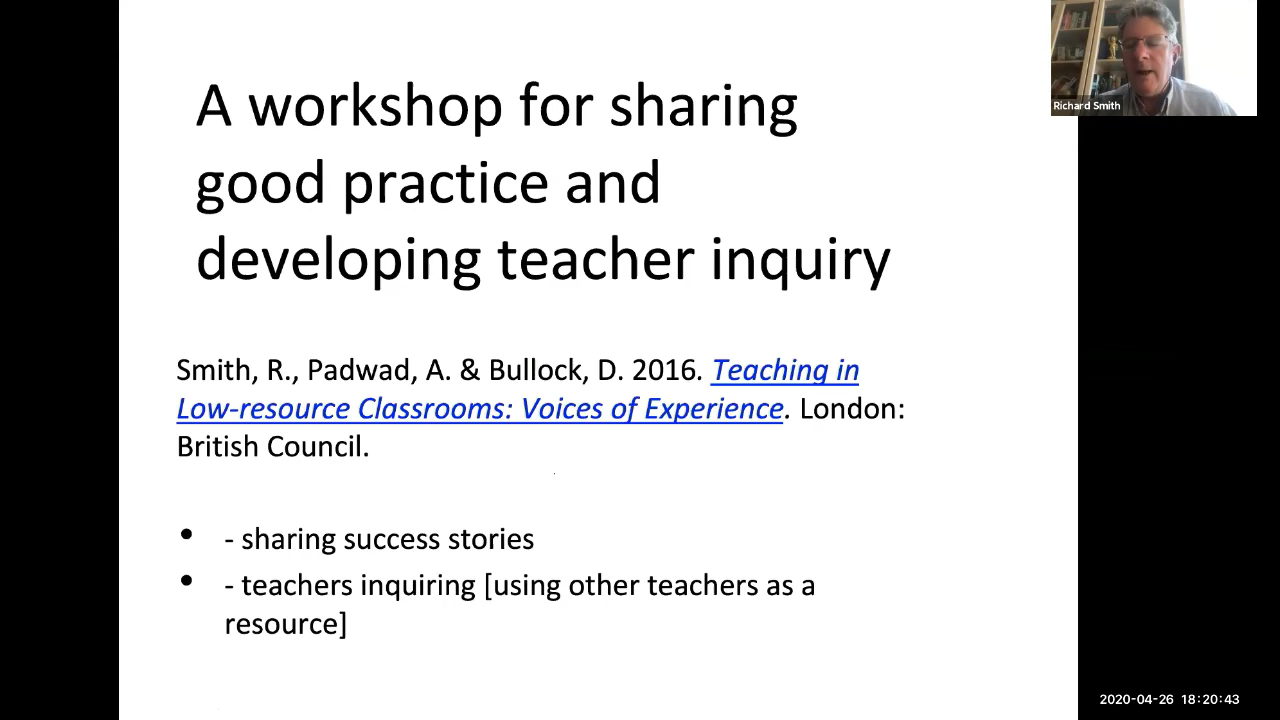 A workshop for sharing
good practice and
developing teacher inquiry
Smith, R., Padwad, A. & Bullock, D. 2016. Teaching in
Low-resource Classrooms: Voices of Experience. London:
British Council.
• - sharing success stories
• - teachers inquiring [using other teachers as a
resource]
Richard Smith
2020-04-26 18:20:43